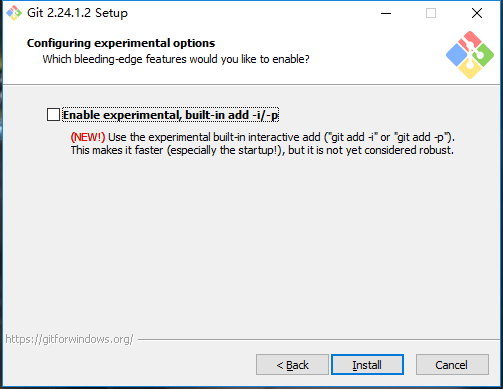 Git 2.24.1.2 Setup
Configuring experimental options
Which bleeding-edge features would you like to enable?
Enable experimental, built-in add -i/-p
(NEW!) Use the experimental built-in interactive add ("git add -i" or "git add -p").
This makes it faster (especially the startup!), but it is not yet considered robust.
https://gitforwindows.org/
< Back
Install
Cancel